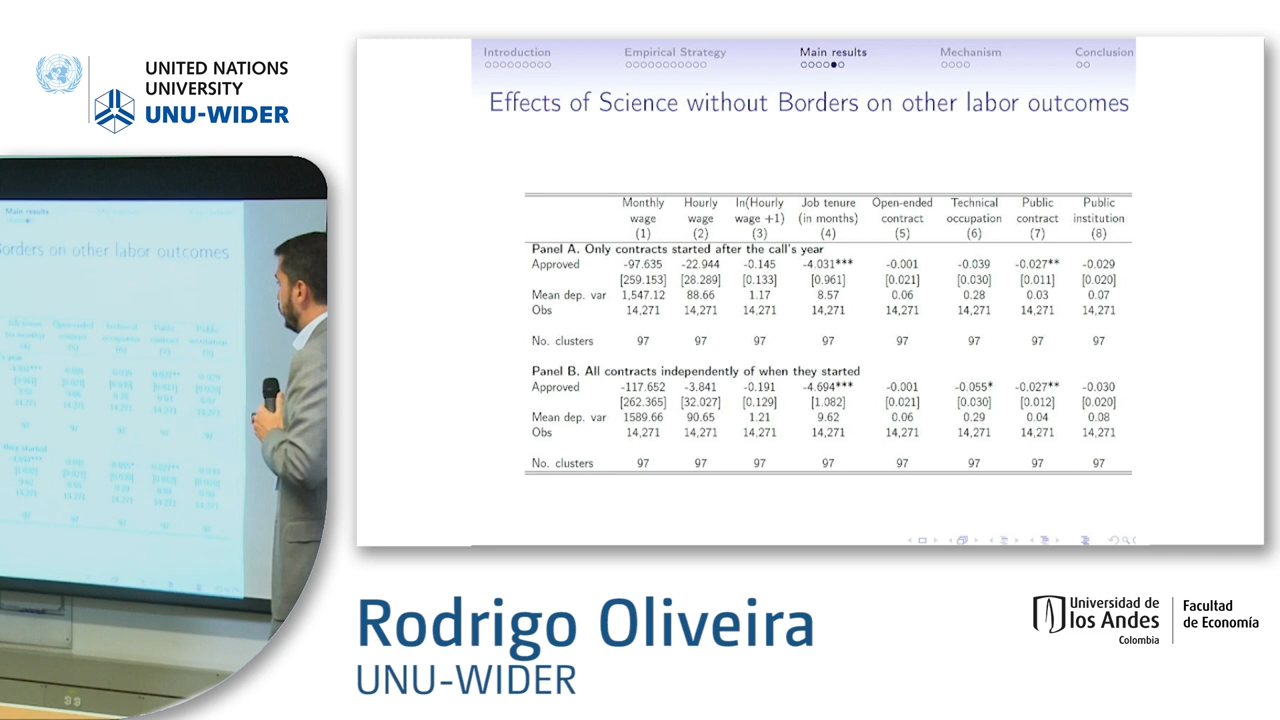 UNITED NATIONS
UNIVERSITY
UNU-WIDER
Introduction Empirical Strategy Main results Mechanism Conclusion
Effects of Science without Borders on other labor outcomes
Monthly Hourly ln(Hourly Job tenure Open-ended Technical Public Public
wage wage wage +1) (in months) contract occupation contract institution
(1) (2) (3) (4) (5) (6) (7) (8)
Panel A. Only contracts started after the call's year
Approved -97.635 -22.944 -0.145 -4.031*** -0.001 -0.039 -0.027** -0.029
[259.153] [28.289] [0.133] [0.961] [0.021] [0.030] [0.011] [0.020]
Mean dep. var 1,547.12 88.66 1.17 8.57 0.06 0.28 0.03 0.07
Obs 14,271 14,271 14,271 14,271 14,271 14,271 14,271 14,271
No. clusters 97 97 97 97 97 97 97 97
Panel B. All contracts independently of when they started
Approved -117.652 -3.841 -0.191 -4.694*** -0.001 -0.055* -0.027** -0.030
[262.365] [32.027] [0.129] [1.082] [0.021] [0.030] [0.012] [0.020]
Mean dep. var 1589.66 90.65 1.21 9.62 0.06 0.29 0.04 0.08
Obs 14,271 14,271 14,271 14,271 14,271 14,271 14,271 14,271
No. clusters 97 97 97 97 97 97 97 97
Main results
Borders on other labor outcomes
Rodrigo Oliveira
UNU-WIDER
Universidad de
los Andes
Colombia
Facultad
de Economía